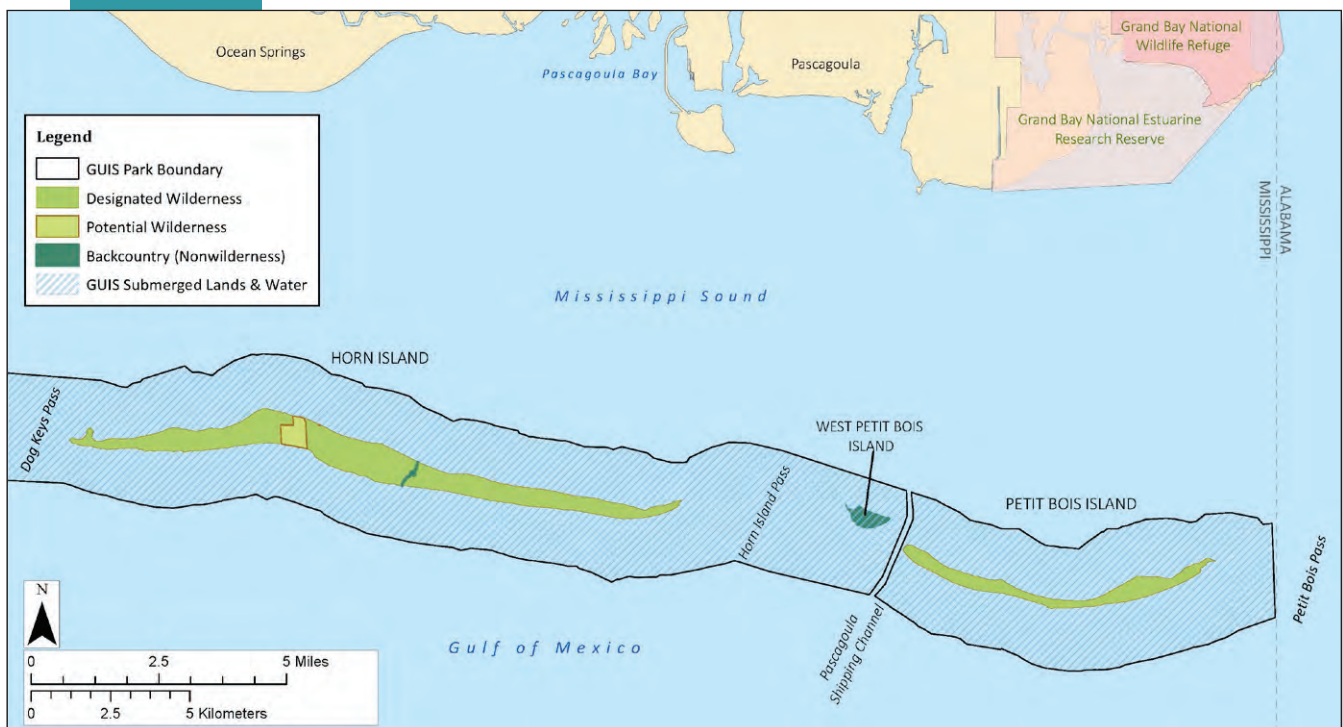 Ocean Springs
Pascagoula Bay
Pascagoula
Grand Bay National
Wildlife Refuge
Grand Bay National Estuarine
Research Reserve
Legend
GUIS Park Boundary
Designated Wilderness
Potential Wilderness
Backcountry (Nonwilderness)
GUIS Submerged Lands & Water
ALABAMA
MISSISSIPPI
Mississippi Sound
HORN ISLAND
Dog Keys Pass
WEST PETIT BOIS
ISLAND
Horn Island Pass
PETIT BOIS ISLAND
Petit Bois Pass
Pascagoula
Shipping Channel
Gulf of Mexico
N
0 2.5 5 Miles
0 2.5 5 Kilometers